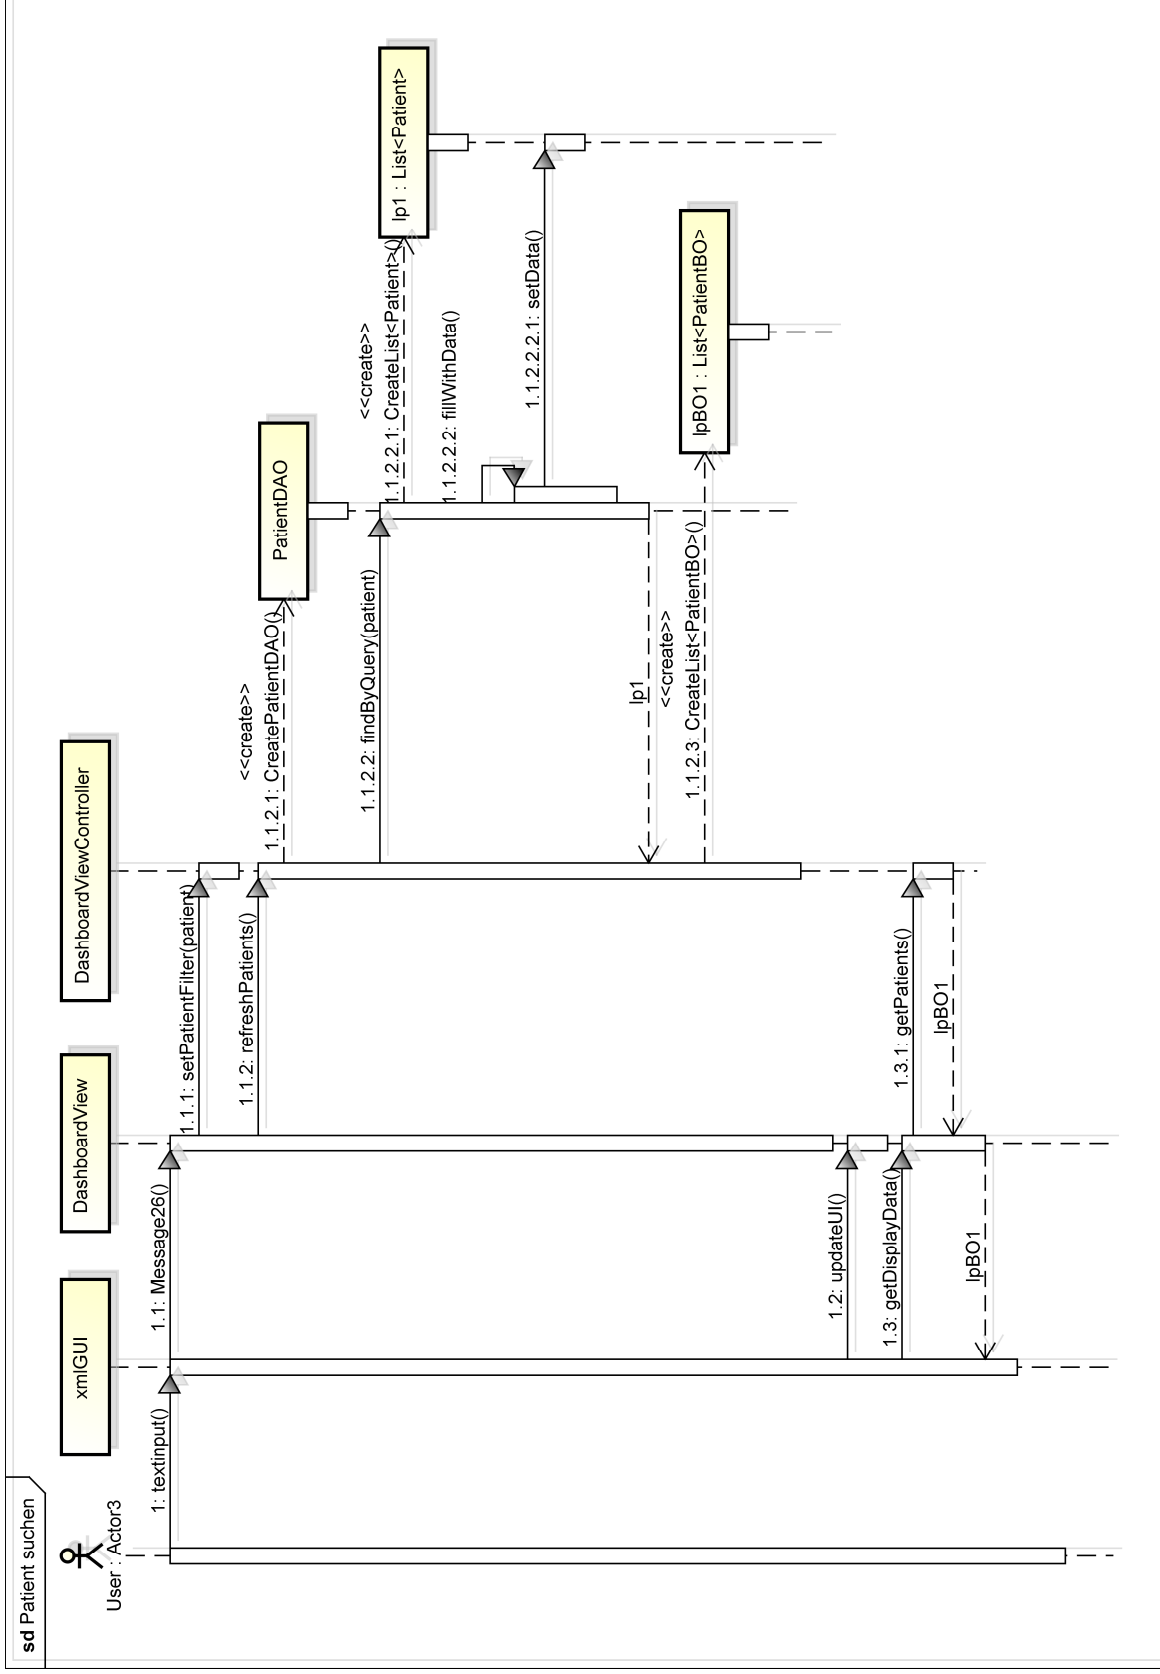 sd Patient suchen
User : Actor3
xmlGUI
DashboardView
DashboardViewController
1: textinput()
1.1: Message26()
1.1.1: setPatientFilter(patient)
1.1.2: refreshPatients()
<<create>>
1.1.2.1: CreatePatientDAO()
PatientDAO
1.1.2.2: findByQuery(patient)
<<create>>
1.1.2.2.1: CreateList<Patient>()
lp1 : List<Patient>
1.1.2.2.2: fillWithData()
1.1.2.2.2.1: setData()
lp1
<<create>>
1.1.2.3: CreateList<PatientBO>()
lpBO1 : List<PatientBO>
1.2: updateUI()
1.3: getDisplayData()
1.3.1: getPatients()
lpBO1
lpBO1